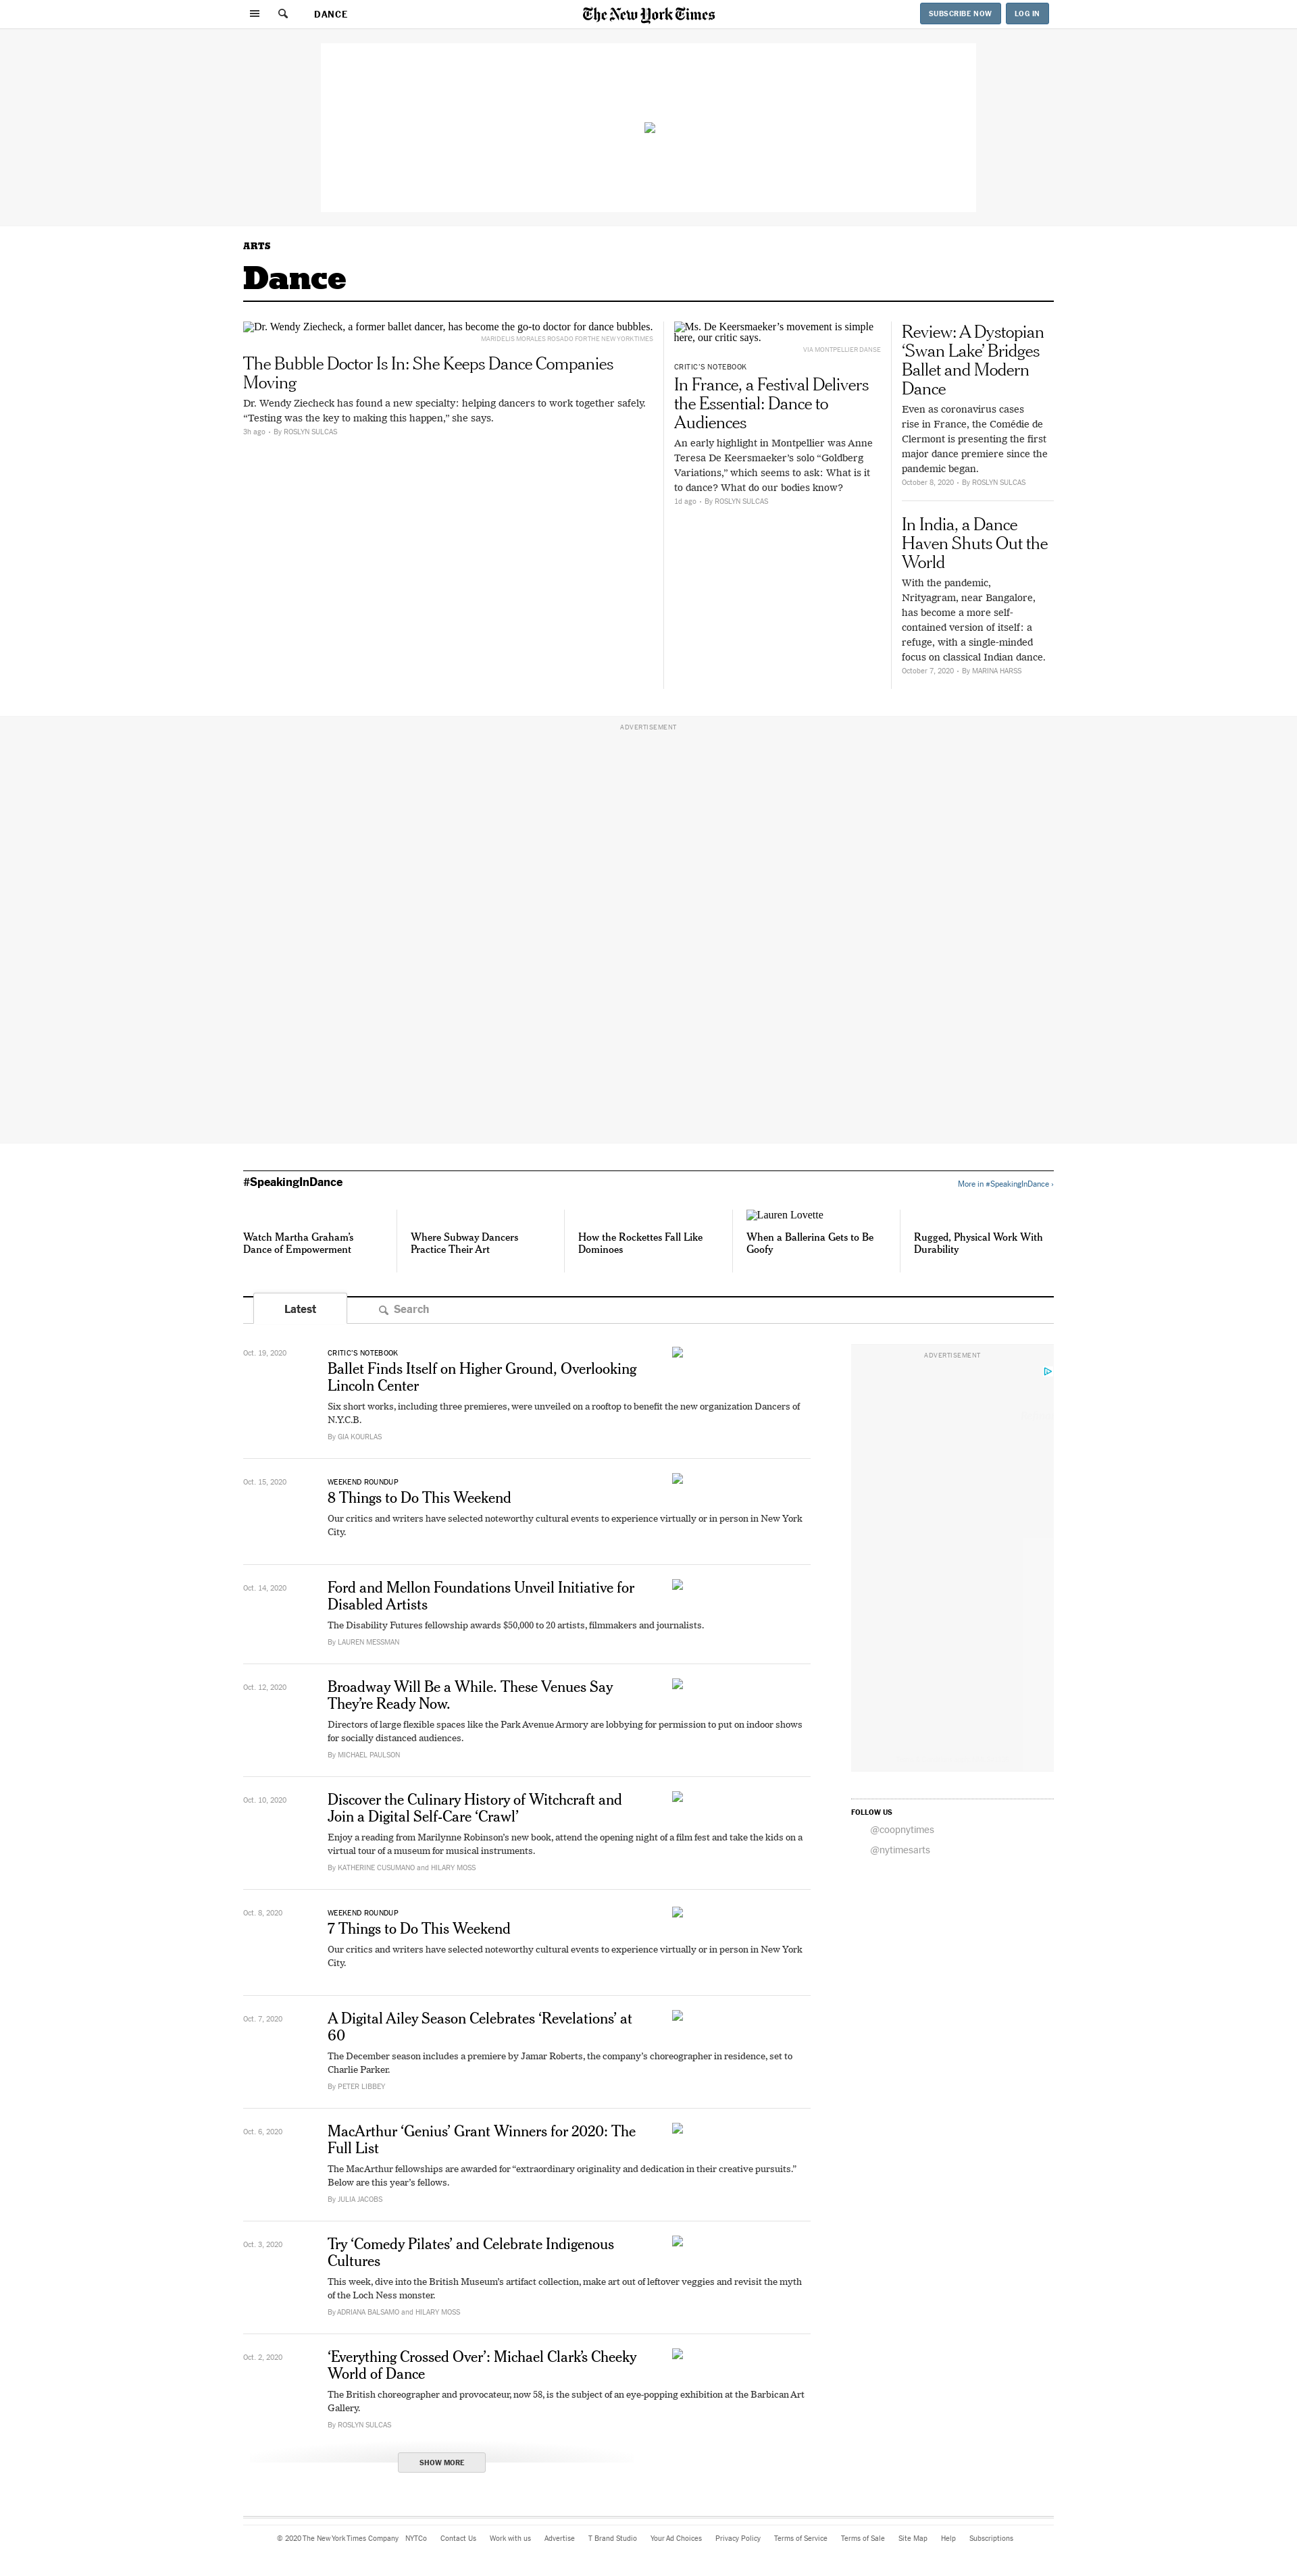 DANCE
The New York Times
SUBSCRIBE NOW
LOG IN
ARTS
Dance
Dr. Wendy Ziecheck, a former ballet dancer, has become the go-to doctor for dance bubbles.
MARIDELIS MORALES ROSADO FOR THE NEW YORK TIMES
The Bubble Doctor Is In: She Keeps Dance Companies
Moving
Dr. Wendy Ziecheck has found a new specialty: helping dancers to work together safely.
“Testing was the key to making this happen,” she says.
3h ago · By ROSLYN SULCAS
Ms. De Keersmaeker’s movement is simple
here, our critic says.
VIA MONTPELLIER DANSE
CRITIC’S NOTEBOOK
In France, a Festival Delivers
the Essential: Dance to
Audiences
An early highlight in Montpellier was Anne
Teresa De Keersmaeker’s solo “Goldberg
Variations,” which seems to ask: What is it
to dance? What do our bodies know?
1d ago · By ROSLYN SULCAS
Review: A Dystopian
‘Swan Lake’ Bridges
Ballet and Modern
Dance
Even as coronavirus cases
rise in France, the Comédie de
Clermont is presenting the first
major dance premiere since the
pandemic began.
October 8, 2020 · By ROSLYN SULCAS
In India, a Dance
Haven Shuts Out the
World
With the pandemic,
Nrityagram, near Bangalore,
has become a more self-
contained version of itself: a
refuge, with a single-minded
focus on classical Indian dance.
October 7, 2020 · By MARINA HARSS
ADVERTISEMENT
#SpeakingInDance
More in #SpeakingInDance ›
Watch Martha Graham’s
Dance of Empowerment
Where Subway Dancers
Practice Their Art
How the Rockettes Fall Like
Dominoes
Lauren Lovette
When a Ballerina Gets to Be
Goofy
Rugged, Physical Work With
Durability
Latest
Search
Oct. 19, 2020
CRITIC’S NOTEBOOK
Ballet Finds Itself on Higher Ground, Overlooking
Lincoln Center
Six short works, including three premieres, were unveiled on a rooftop to benefit the new organization Dancers of
N.Y.C.B.
By GIA KOURLAS
Oct. 15, 2020
WEEKEND ROUNDUP
8 Things to Do This Weekend
Our critics and writers have selected noteworthy cultural events to experience virtually or in person in New York
City.
Oct. 14, 2020
Ford and Mellon Foundations Unveil Initiative for
Disabled Artists
The Disability Futures fellowship awards $50,000 to 20 artists, filmmakers and journalists.
By LAUREN MESSMAN
Oct. 12, 2020
Broadway Will Be a While. These Venues Say
They’re Ready Now.
Directors of large flexible spaces like the Park Avenue Armory are lobbying for permission to put on indoor shows
for socially distanced audiences.
By MICHAEL PAULSON
Oct. 10, 2020
Discover the Culinary History of Witchcraft and
Join a Digital Self-Care ‘Crawl’
Enjoy a reading from Marilynne Robinson’s new book, attend the opening night of a film fest and take the kids on a
virtual tour of a museum for musical instruments.
By KATHERINE CUSUMANO and HILARY MOSS
Oct. 8, 2020
WEEKEND ROUNDUP
7 Things to Do This Weekend
Our critics and writers have selected noteworthy cultural events to experience virtually or in person in New York
City.
Oct. 7, 2020
A Digital Ailey Season Celebrates ‘Revelations’ at
60
The December season includes a premiere by Jamar Roberts, the company’s choreographer in residence, set to
Charlie Parker.
By PETER LIBBEY
Oct. 6, 2020
MacArthur ‘Genius’ Grant Winners for 2020: The
Full List
The MacArthur fellowships are awarded for “extraordinary originality and dedication in their creative pursuits.”
Below are this year’s fellows.
By JULIA JACOBS
Oct. 3, 2020
Try ‘Comedy Pilates’ and Celebrate Indigenous
Cultures
This week, dive into the British Museum’s artifact collection, make art out of leftover veggies and revisit the myth
of the Loch Ness monster.
By ADRIANA BALSAMO and HILARY MOSS
Oct. 2, 2020
‘Everything Crossed Over’: Michael Clark’s Cheeky
World of Dance
The British choreographer and provocateur, now 58, is the subject of an eye-popping exhibition at the Barbican Art
Gallery.
By ROSLYN SULCAS
SHOW MORE
ADVERTISEMENT
FOLLOW US
@coopnytimes
@nytimesarts
© 2020 The New York Times Company NYTCo Contact Us Work with us Advertise T Brand Studio Your Ad Choices Privacy Policy Terms of Service Terms of Sale Site Map Help Subscriptions